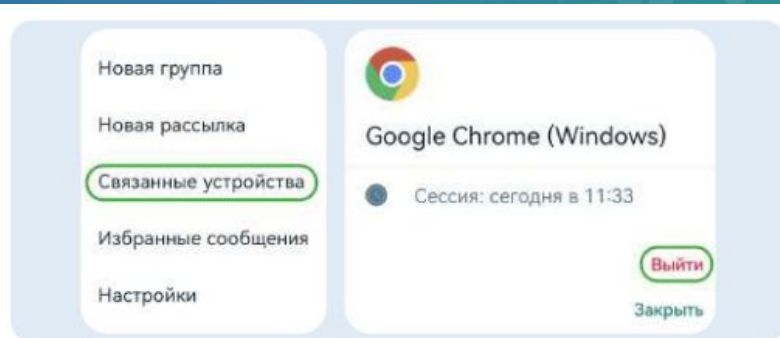 Новая группа
Новая рассылка
Связанные устройства
Избранные сообщения
Настройки
Google Chrome (Windows)
Сессия: сегодня в 11:33
Выйти
Закрыть